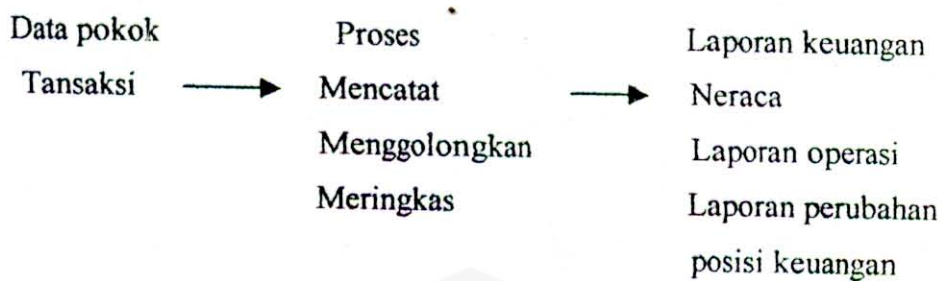 Data pokok
Tansaksi
Proses
Mencatat
Menggolongkan
Meringkas
Laporan keuangan
Neraca
Laporan operasi
Laporan perubahan
posisi keuangan